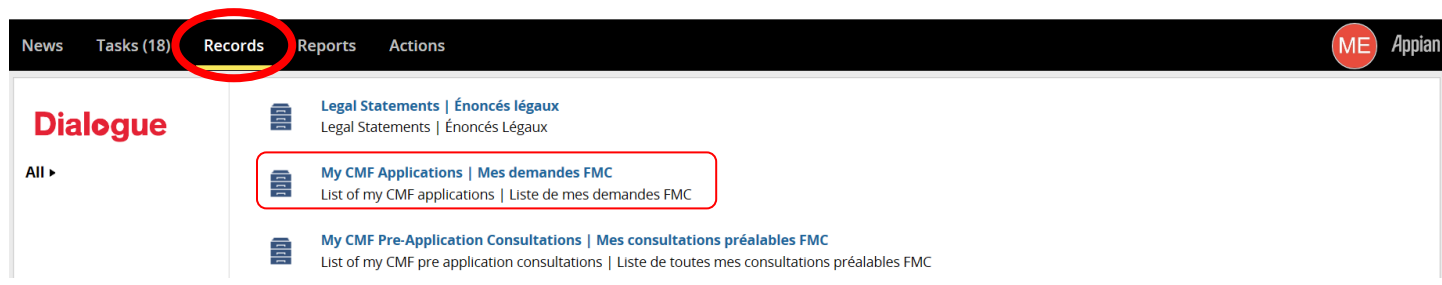 News Tasks (18) Records Reports Actions ME Appian
Dialogue
All
Legal Statements | Énoncés légaux
Legal Statements | Énoncés Légaux
My CMF Applications | Mes demandes FMC
List of my CMF applications | Liste de mes demandes FMC
My CMF Pre-Application Consultations | Mes consultations préalables FMC
List of my CMF pre application consultations | Liste de toutes mes consultations préalables FMC